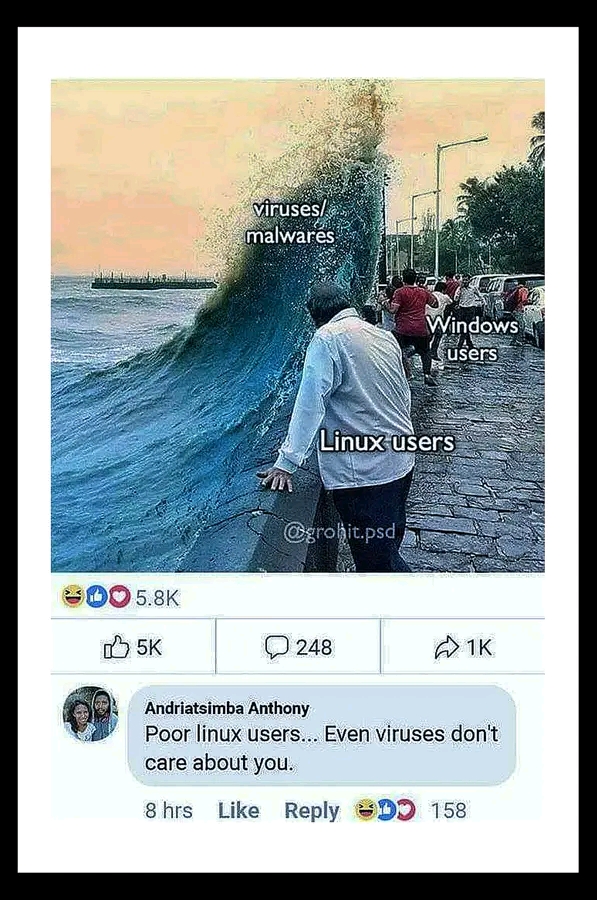 viruses/
malwares
Windows
users
Linux users
@grohit.psd
5.8K
5K
248
1K
Andriatsimba Anthony
Poor linux users... Even viruses don't
care about you.
8 hrs Like Reply 158